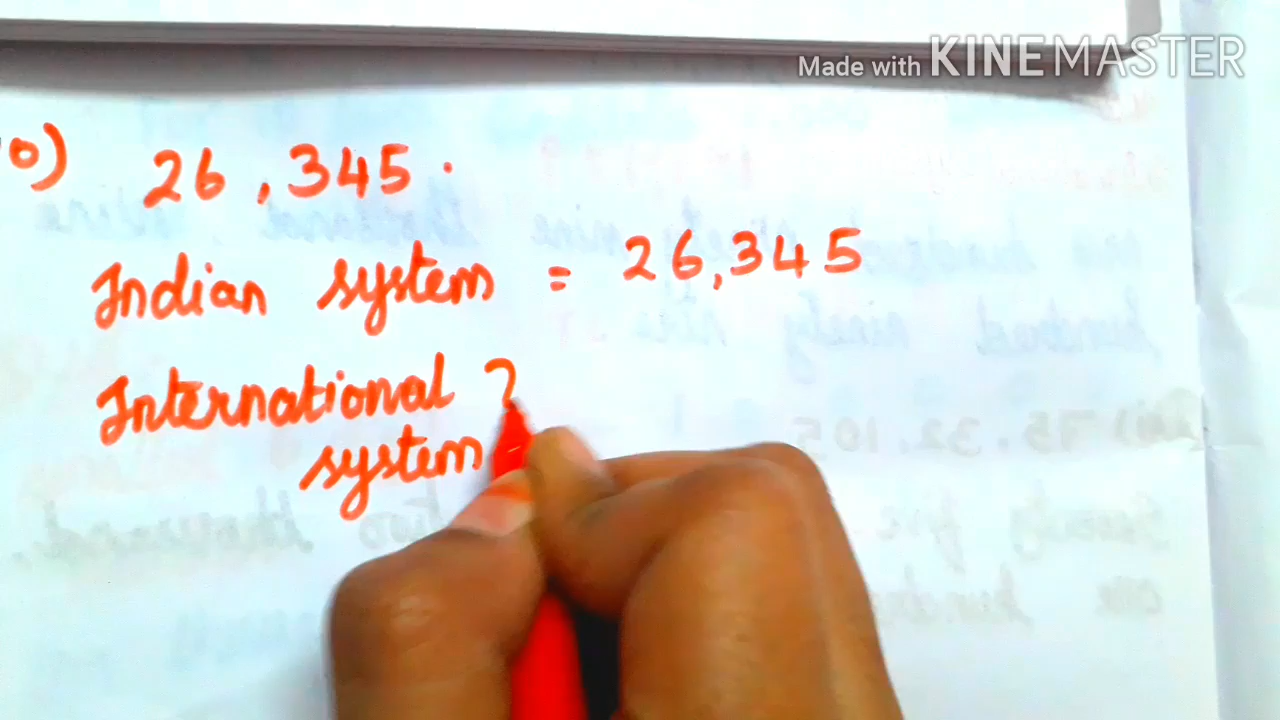 Made with KINEMASTER
0) 26,345.
Indian system = 26,345
International
system